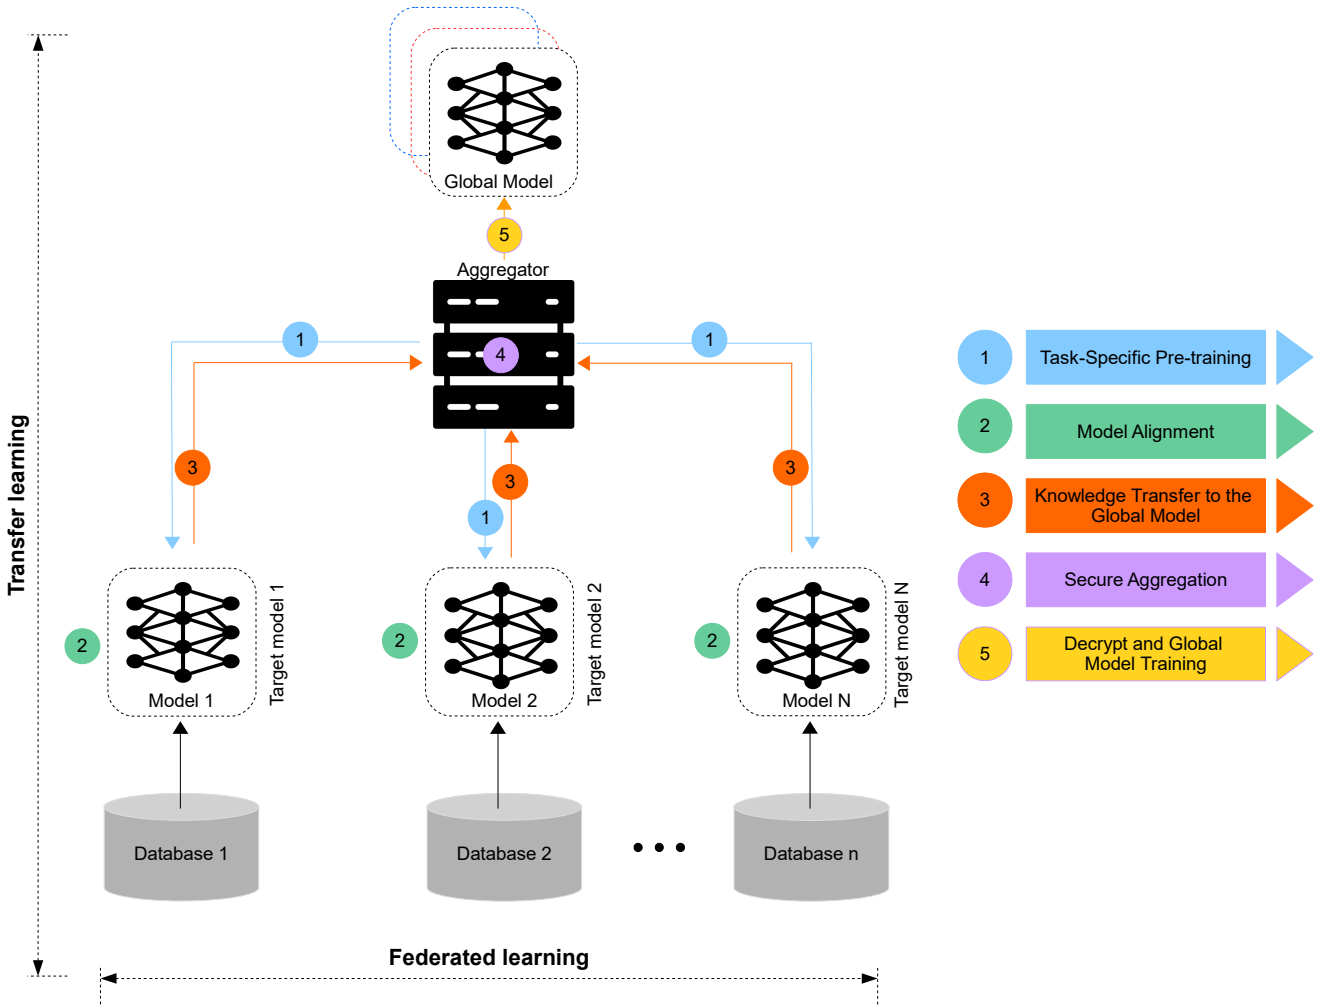 Global Model
5
Aggregator
1
1
4
3
3
3
1
Transfer learning
2
Model 1
Target model 1
2
Model 2
Target model 2
2
Model N
Target model N
Database 1
Database 2
Database n
Federated learning
1
Task-Specific Pre-training
2
Model Alignment
3
Knowledge Transfer to the
Global Model
4
Secure Aggregation
5
Decrypt and Global
Model Training